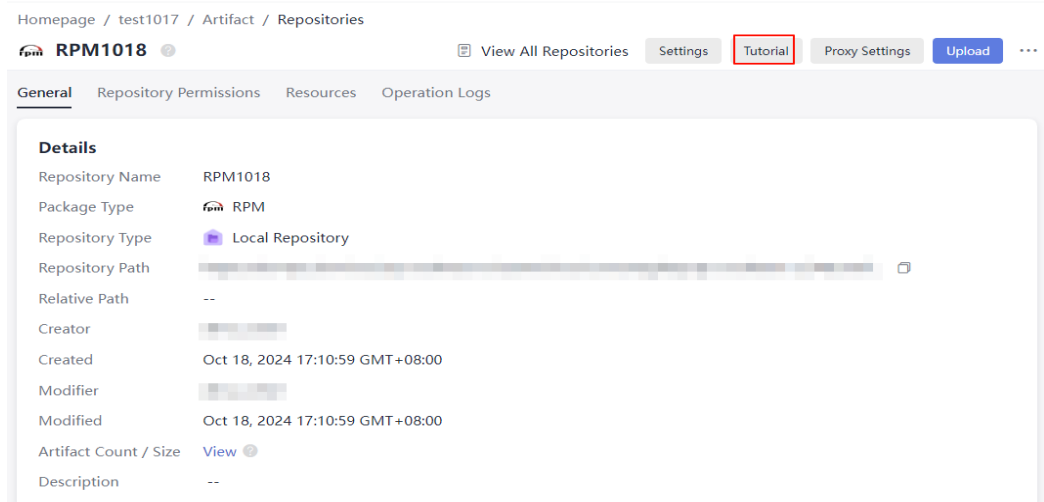 Homepage / test1017 / Artifact / Repositories
rpm RPM1018 ? View All Repositories Settings Tutorial Proxy Settings Upload ...
General Repository Permissions Resources Operation Logs
Details
Repository Name RPM1018
Package Type rpm RPM
Repository Type Local Repository
Repository Path
Relative Path --
Creator
Created Oct 18, 2024 17:10:59 GMT+08:00
Modifier
Modified Oct 18, 2024 17:10:59 GMT+08:00
Artifact Count / Size View ?
Description --